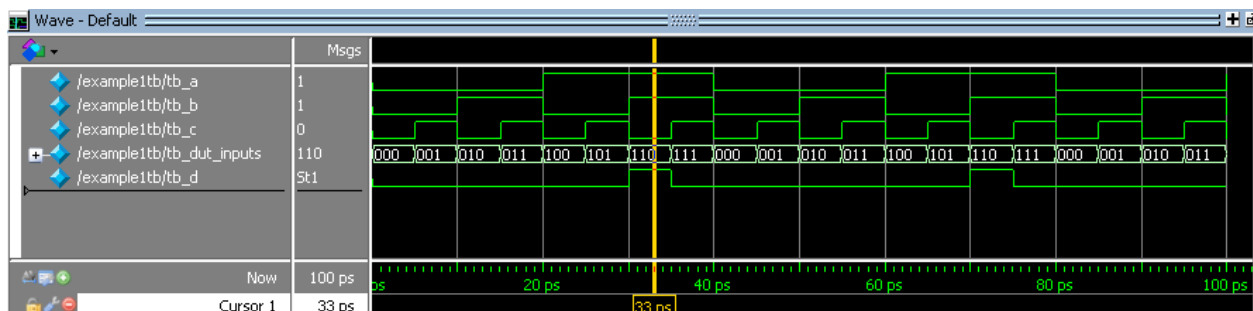 Wave - Default
Msgs
/example1tb/tb_a 1
/example1tb/tb_b 1
/example1tb/tb_c 0
/example1tb/tb_dut_inputs 110 000 001 010 011 100 101 110 111 000 001 010 011 100 101 110 111 000 001 010 011
/example1tb/tb_d St1
Now 100 ps ps 20 ps 40 ps 60 ps 80 ps 100 ps
Cursor 1 33 ps 33 ps